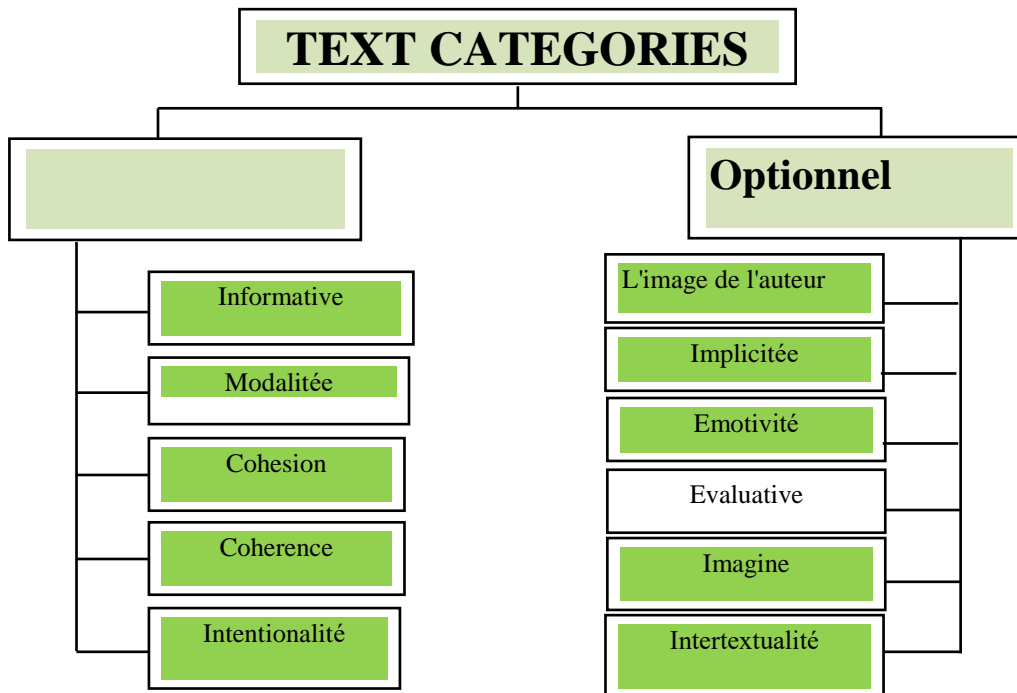 TEXT CATEGORIES
Optionnel
Informative
Modalitée
Cohesion
Coherence
Intentionalité
L'image de l'auteur
Implicitée
Emotivité
Evaluative
Imagine
Intertextualité